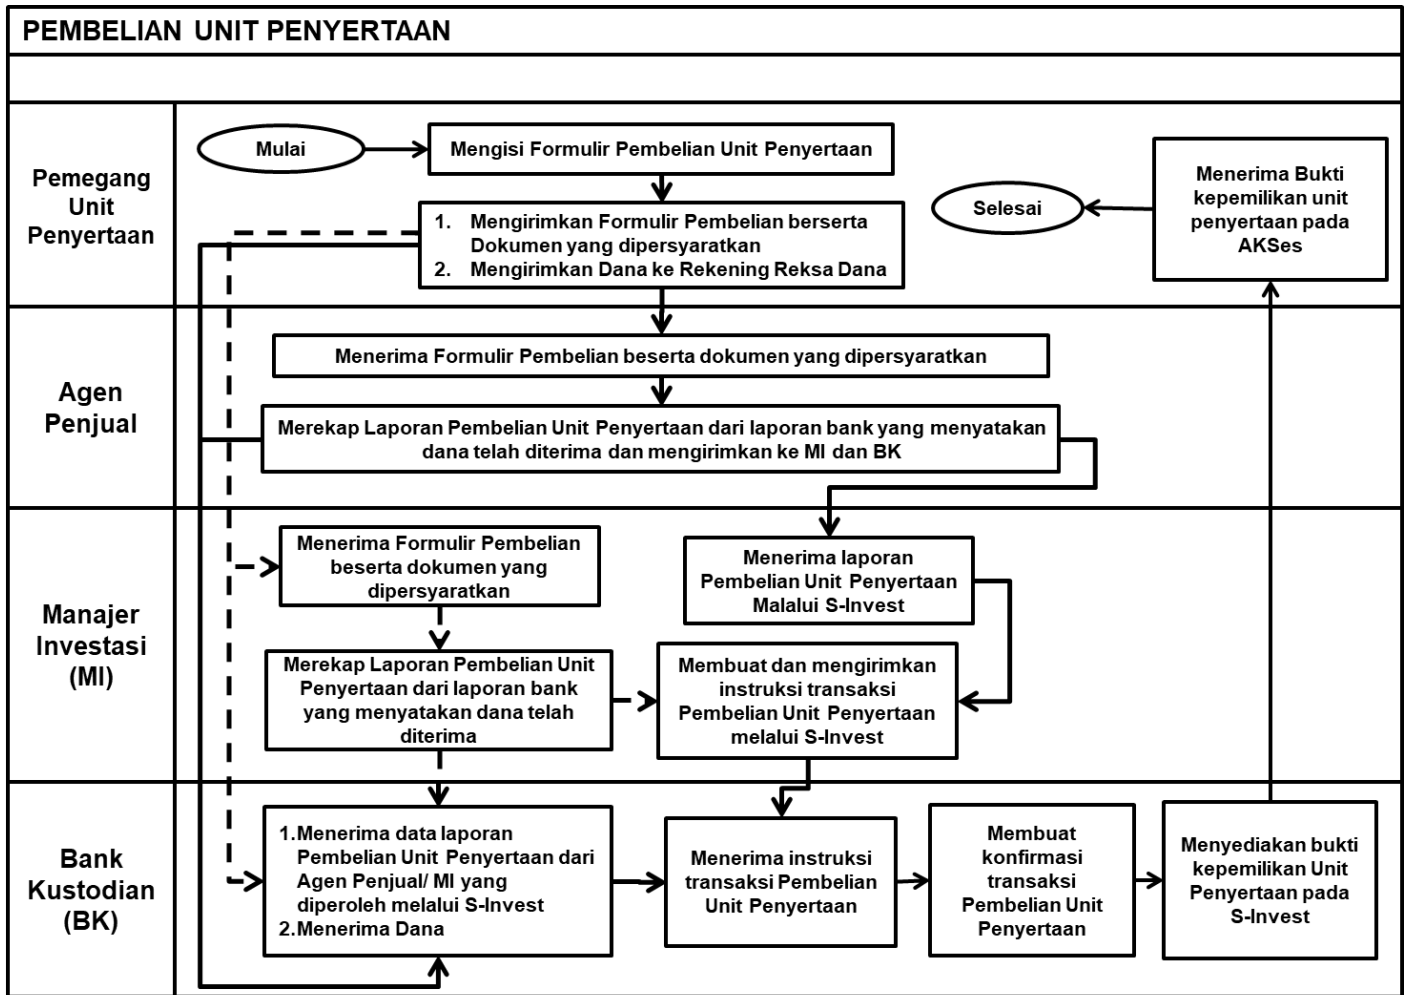 PEMBELIAN UNIT PENYERTAAN
Pemegang
Unit
Penyertaan
Mulai
Mengisi Formulir Pembelian Unit Penyertaan
1. Mengirimkan Formulir Pembelian berserta
Dokumen yang dipersyaratkan
2. Mengirimkan Dana ke Rekening Reksa Dana
Selesai
Menerima Bukti
kepemilikan unit
penyertaan pada
AKSes
Agen
Penjual
Menerima Formulir Pembelian beserta dokumen yang dipersyaratkan
Merekap Laporan Pembelian Unit Penyertaan dari laporan bank yang menyatakan
dana telah diterima dan mengirimkan ke MI dan BK
Manajer
Investasi
(MI)
Menerima Formulir Pembelian
beserta dokumen yang
dipersyaratkan
Menerima laporan
Pembelian Unit Penyertaan
Malalui S-Invest
Merekap Laporan Pembelian Unit
Penyertaan dari laporan bank
yang menyatakan dana telah
diterima
Membuat dan mengirimkan
instruksi transaksi
Pembelian Unit Penyertaan
melalui S-Invest
Bank
Kustodian
(BK)
1.Menerima data laporan
Pembelian Unit Penyertaan dari
Agen Penjual/ MI yang
diperoleh melalui S-Invest
2.Menerima Dana
Menerima instruksi
transaksi Pembelian
Unit Penyertaan
Membuat
konfirmasi
transaksi
Pembelian Unit
Penyertaan
Menyediakan bukti
kepemilikan Unit
Penyertaan pada
S-Invest